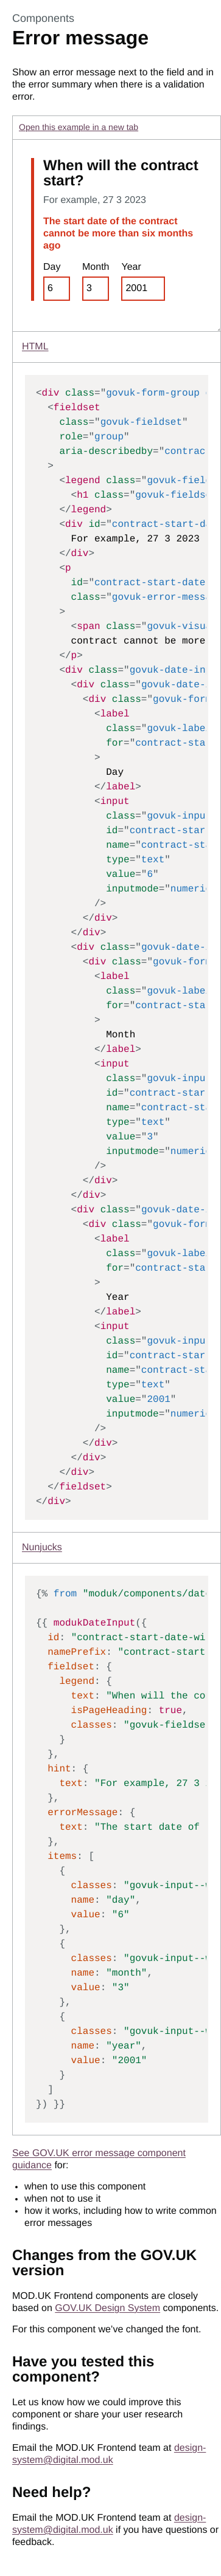 Components
Error message
Show an error message next to the field and in
the error summary when there is a validation
error.
Open this example in a new tab
When will the contract
start?
For example, 27 3 2023
The start date of the contract
cannot be more than six months
ago
Day Month Year
6 3 2001
HTML
<div class="govuk-form-group
<fieldset
class="govuk-fieldset"
role="group"
aria-describedby="contrac
>
<legend class="govuk-fiel
<h1 class="govuk-fields
</legend>
<div id="contract-start-d
For example, 27 3 2023
</div>
<p
id="contract-start-date
class="govuk-error-mess
>
<span class="govuk-visu
contract cannot be more
</p>
<div class="govuk-date-in
<div class="govuk-date-
<div class="govuk-for
<label
class="govuk-labe
for="contract-sta
>
Day
</label>
<input
class="govuk-inpu
id="contract-star
name="contract-st
type="text"
value="6"
inputmode="numeri
/>
</div>
</div>
<div class="govuk-date-
<div class="govuk-for
<label
class="govuk-labe
for="contract-sta
>
Month
</label>
<input
class="govuk-inpu
id="contract-star
name="contract-st
type="text"
value="3"
inputmode="numeri
/>
</div>
</div>
<div class="govuk-date-
<div class="govuk-for
<label
class="govuk-labe
for="contract-sta
>
Year
</label>
<input
class="govuk-inpu
id="contract-star
name="contract-st
type="text"
value="2001"
inputmode="numeri
/>
</div>
</div>
</div>
</fieldset>
</div>
Nunjucks
{% from "moduk/components/dat
{{ modukDateInput({
id: "contract-start-date-wi
namePrefix: "contract-start
fieldset: {
legend: {
text: "When will the co
isPageHeading: true,
classes: "govuk-fieldse
}
},
hint: {
text: "For example, 27 3
},
errorMessage: {
text: "The start date of
},
items: [
{
classes: "govuk-input--w
name: "day",
value: "6"
},
{
classes: "govuk-input--w
name: "month",
value: "3"
},
{
classes: "govuk-input--w
name: "year",
value: "2001"
}
]
}) }}
See GOV.UK error message component
guidance for:
• when to use this component
• when not to use it
• how it works, including how to write common
error messages
Changes from the GOV.UK
version
MOD.UK Frontend components are closely
based on GOV.UK Design System components.
For this component we've changed the font.
Have you tested this
component?
Let us know how we could improve this
component or share your user research
findings.
Email the MOD.UK Frontend team at design-
system@digital.mod.uk
Need help?
Email the MOD.UK Frontend team at design-
system@digital.mod.uk if you have questions or
feedback.